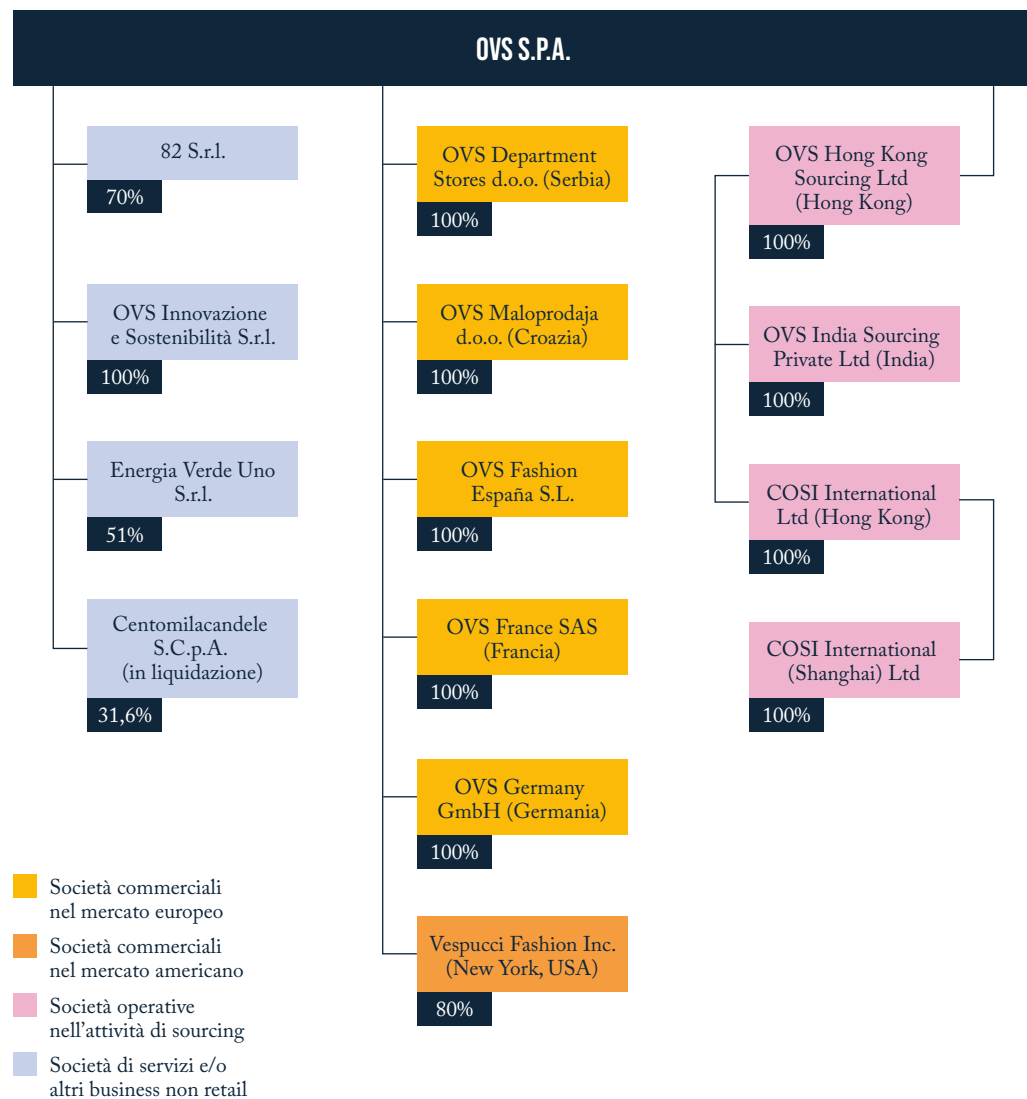 OVS S.P.A.
82 S.r.l.
70%
OVS Innovazione
e Sostenibilità S.r.l.
100%
Energia Verde Uno
S.r.l.
51%
Centomilacandele
S.C.p.A.
(in liquidazione)
31,6%
OVS Department
Stores d.o.o. (Serbia)
100%
OVS Maloprodaja
d.o.o. (Croazia)
100%
OVS Fashion
España S.L.
100%
OVS France SAS
(Francia)
100%
OVS Germany
GmbH (Germania)
100%
Vespucci Fashion Inc.
(New York, USA)
80%
OVS Hong Kong
Sourcing Ltd
(Hong Kong)
100%
OVS India Sourcing
Private Ltd (India)
100%
COSI International
Ltd (Hong Kong)
100%
COSI International
(Shanghai) Ltd
100%
Società commerciali
nel mercato europeo
Società commerciali
nel mercato americano
Società operative
nell'attività di sourcing
Società di servizi e/o
altri business non retail